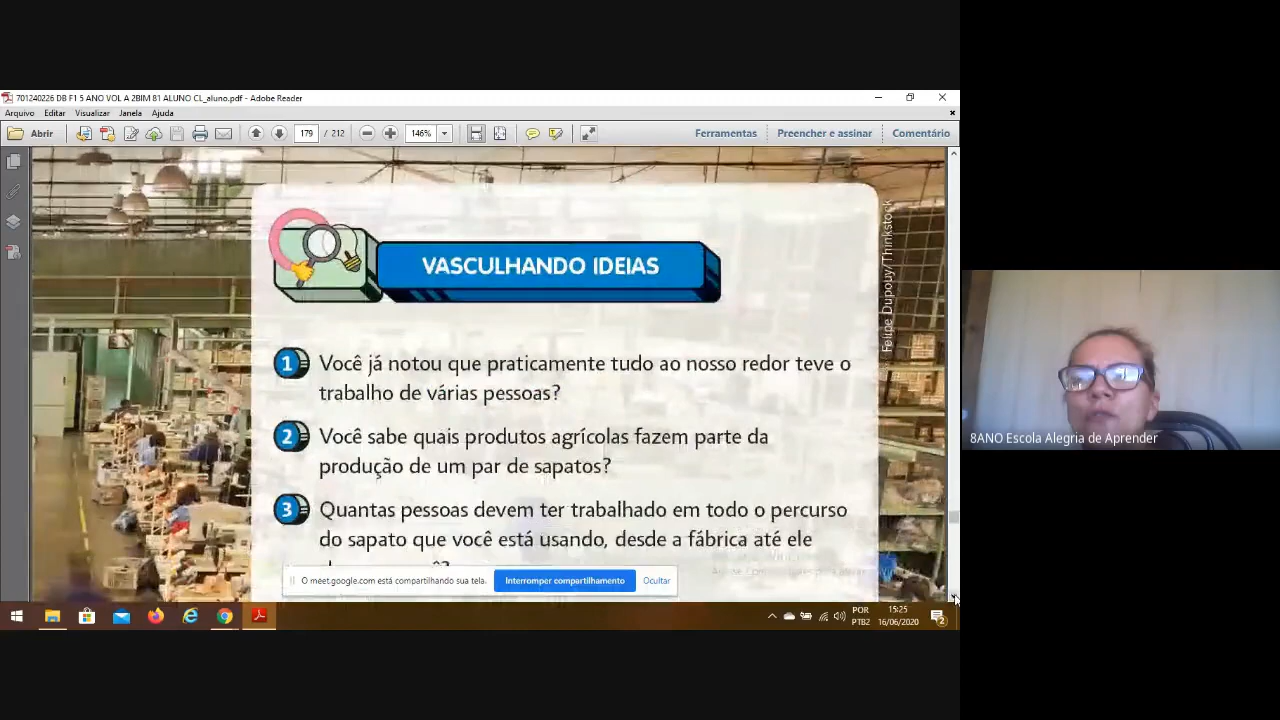 701240226 DB F1 5 ANO VOL A 2BIM 81 ALUNO CL_aluno.pdf - Adobe Reader
Arquivo Editar Visualizar Janela Ajuda
Abrir 179 / 212 146% Ferramentas Preencher e assinar Comentário
Felipe Dupouy/Thinkstock
VASCULHANDO IDEIAS
1 Você já notou que praticamente tudo ao nosso redor teve o
trabalho de várias pessoas?
2 Você sabe quais produtos agrícolas fazem parte da
produção de um par de sapatos?
3 Quantas pessoas devem ter trabalhado em todo o percurso
do sapato que você está usando, desde a fábrica até ele
O meet.google.com está compartilhando sua tela. Interromper compartilhamento Ocultar
POR
PTB2
15:25
16/06/2020
2
8ANO Escola Alegria de Aprender